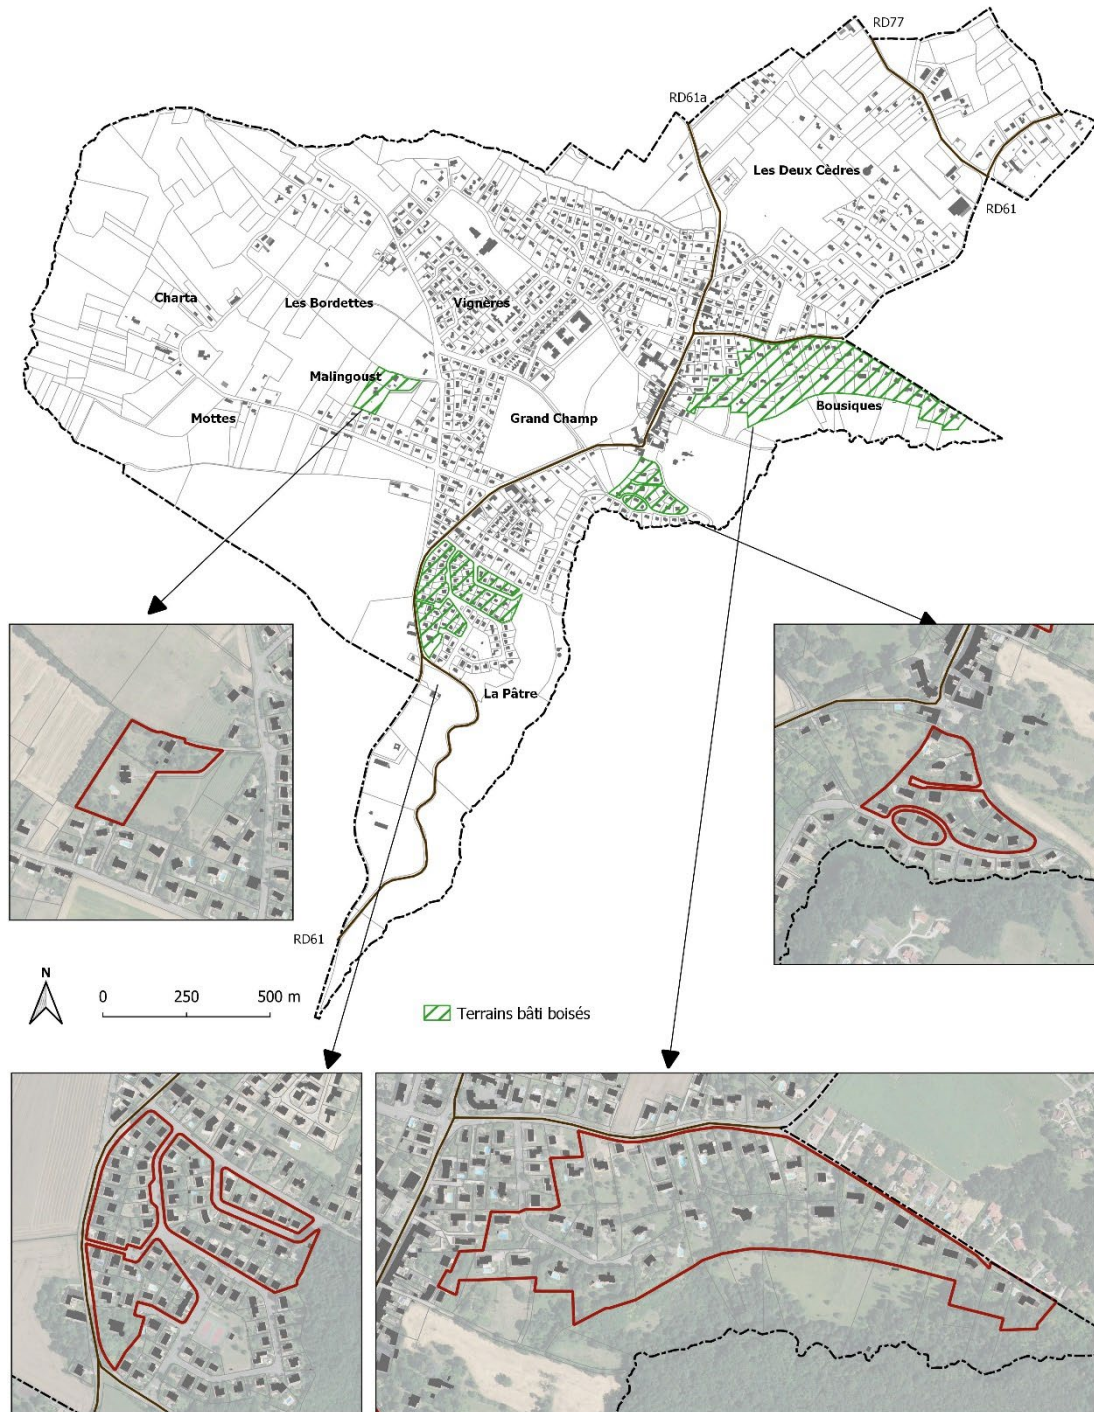 RD77
RD61a
Les Deux Cèdres
RD61
Charta
Les Bordettes
Vignères
Malingoust
Mottes
Grand Champ
Bousiques
La Pâtre
RD61
N
0 250 500 m
Terrains bâti boisés